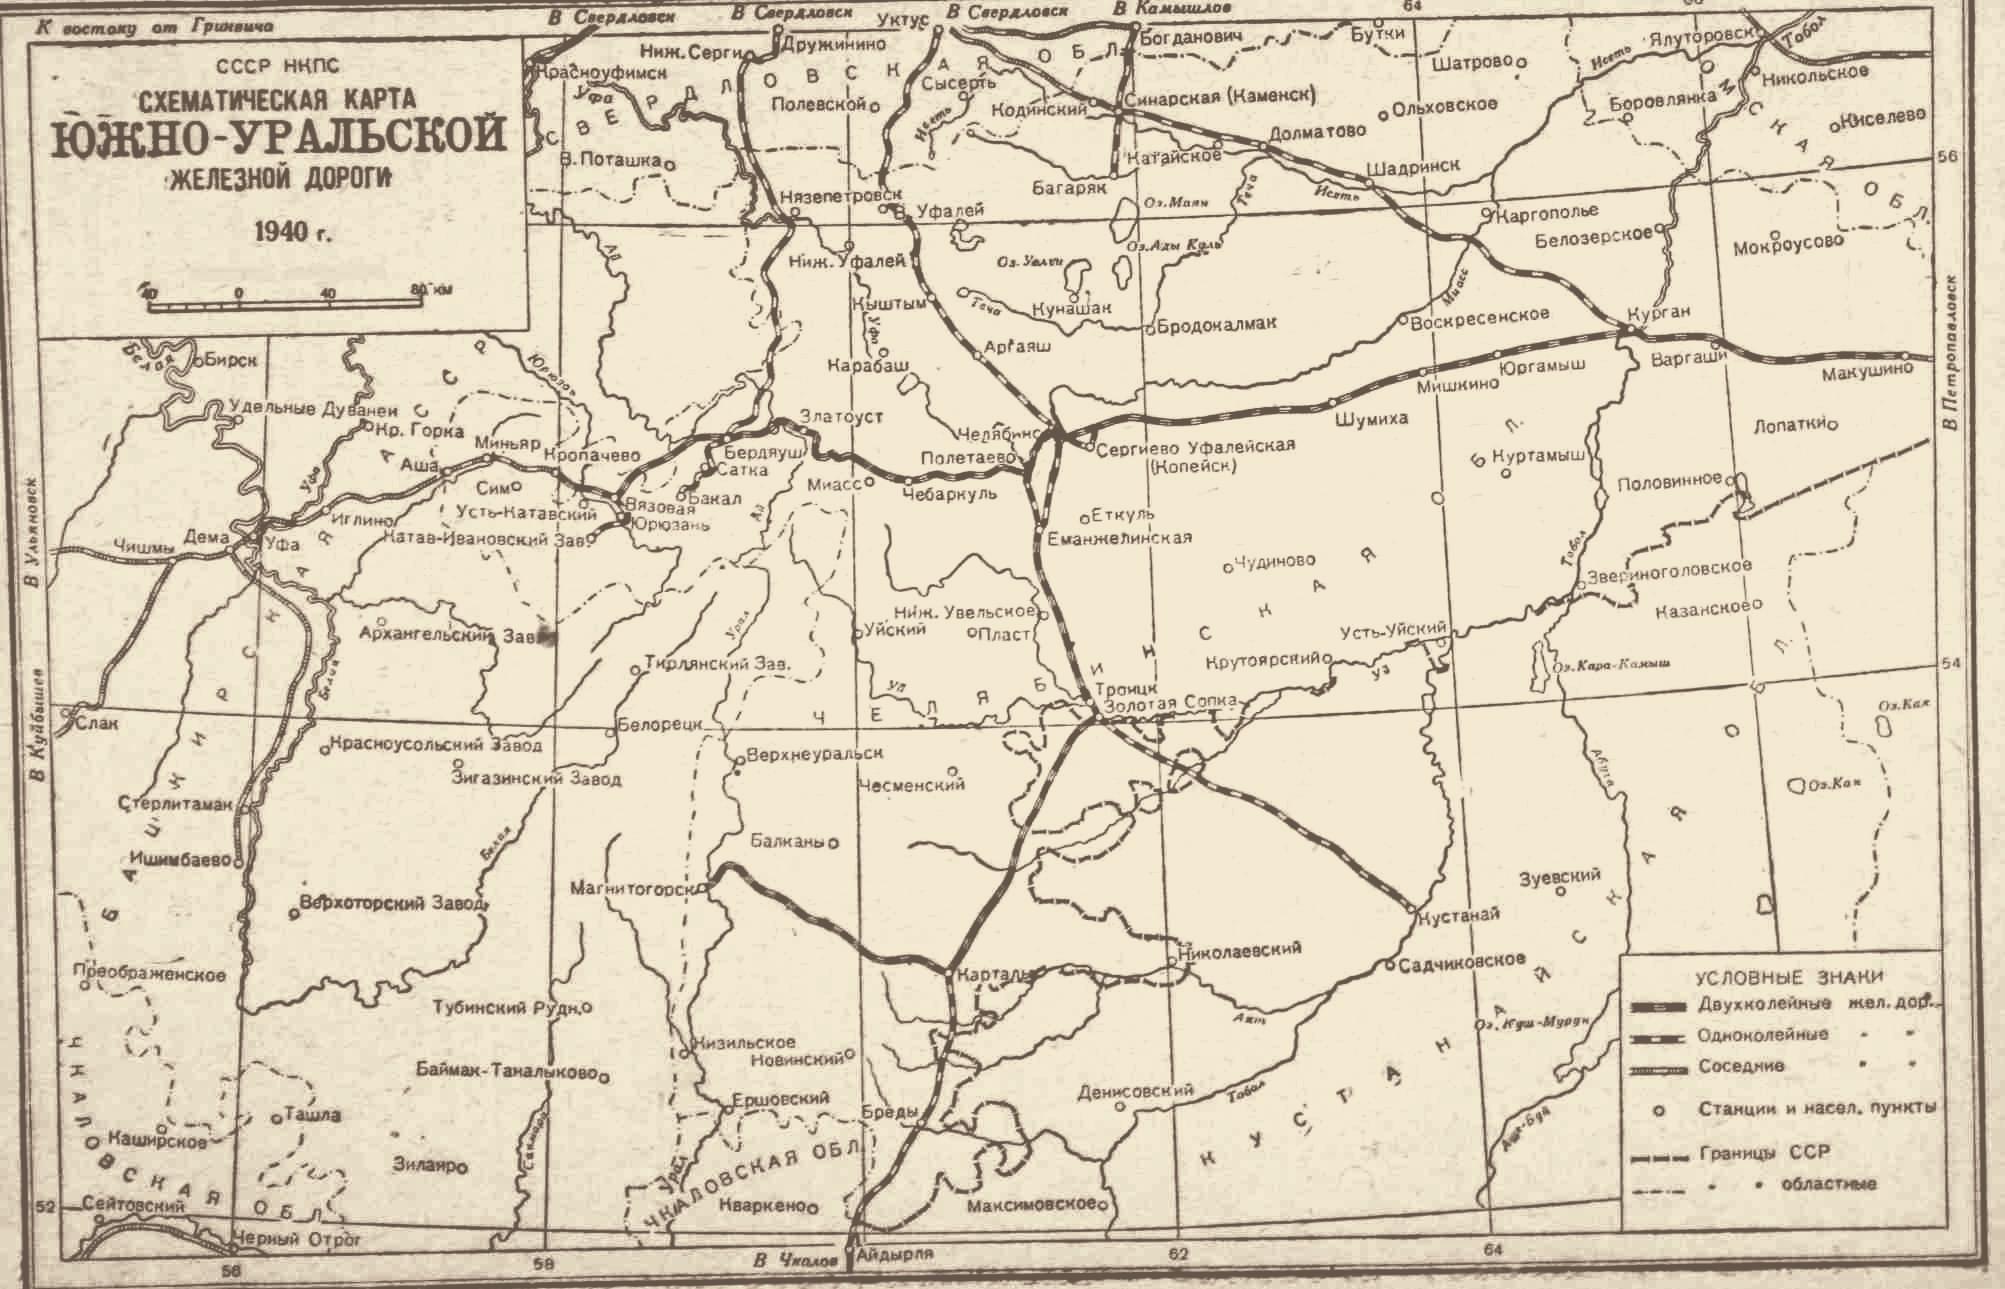 К востоку от Гринвича
В Свердловск
В Свердловск
В Свердловск
В Камышлов
64
СССР НКПС
СХЕМАТИЧЕСКАЯ КАРТА
ЮЖНО-УРАЛЬСКОЙ
ЖЕЛЕЗНОЙ ДОРОГИ
1940 г.
40 0 40 80 км
Уктус
Ниж. Серги
Дружинино
Богданович
Бутки
Ялуторовск
Тобол
Красноуфимск
Уфа
СВЕРДЛОВСКАЯ ОБЛ.
Шатрово
Исеть
Никольское
Полевской
Сысерть
Исеть
Кодинский
Синарская (Каменск)
Ольховское
Боровлянка
ОМСКАЯ ОБЛ.
Киселево
В. Поташка
Катайское
Долматово
56
Багаряк
Теча
Шадринск
Исеть
Нязепетровск
В. Уфалей
Оз. Маян
Каргополье
Белозерское
Мокроусово
Ай
Ниж. Уфалей
Оз. Ады Куль
Кыштым
Теча
Кунашак
Бродокалмак
Миасс
Воскресенское
Курган
В Петропавловск
Уфа
Аргаяш
Карабаш
Юргамыш
Варгаши
Мишкино
Макушино
Белая
Бирск
Юрюзань
Удельные Дуванеи
Кр. Горка
Златоуст
Шумиха
Челябинск
Лопатки
Миньяр
Кропачево
Аша
Бердяуш
Сатка
Полетаево
Сергиево Уфалейская
(Копейск)
Куртамыш
Уфа
Сим
Бакал
Миасс
Чебаркуль
Половинное
Иглино
Усть-Катавский
Вязовая
Юрюзань
Ай
Еткуль
В Ульяновск
Чишмы
Дема
Уфа
Катав-Ивановский Зав.
Еманжелинская
Чудиново
Тобол
Звериноголовское
Казанское
Архангельский Зав.
Урал
Ниж. Увельское
Уйский
Пласт
Усть-Уйский
Тирлянский Зав.
Крутоярский
Уй
Оз. Кара-Камыш
54
Белая
Уй
Троицк
Золотая Сопка
ЧЕЛЯБИНСКАЯ ОБЛ.
В Куйбышев
Слак
Белорецк
Красноусольский Завод
Верхнеуральск
Зигазинский Завод
Чесменский
Оз. Как
Оз. Как
Стерлитамак
Балканы
Белая
Ишимбаево
БАШКИРСКАЯ АССР
Верхоторский Завод
Магнитогорск
Зуевский
Кустанай
Преображенское
Карталы
Николаевский
Садчиковское
Тубинский Рудн.
Аят
Оз. Куш-Мурун
Кизильское
Новинский
Баймак-Таналыково
Денисовский
Тобол
Ташла
Ершовский
Бреды
Каширское
Зилаир
Сакмара
Урал
ЧКАЛОВСКАЯ ОБЛ.
ЧКАЛОВСКАЯ ОБЛ
КУСТАНАЙСКАЯ ОБЛ.
52
Сейтовский
Кваркено
Максимовское
Черный Отрог
В Чкалов
Айдырля
56
58
62
64
УСЛОВНЫЕ ЗНАКИ
Двухколейные жел. дор.
Одноколейные " "
Соседние " "
Станции и насел. пункты
Границы ССР
" " областные